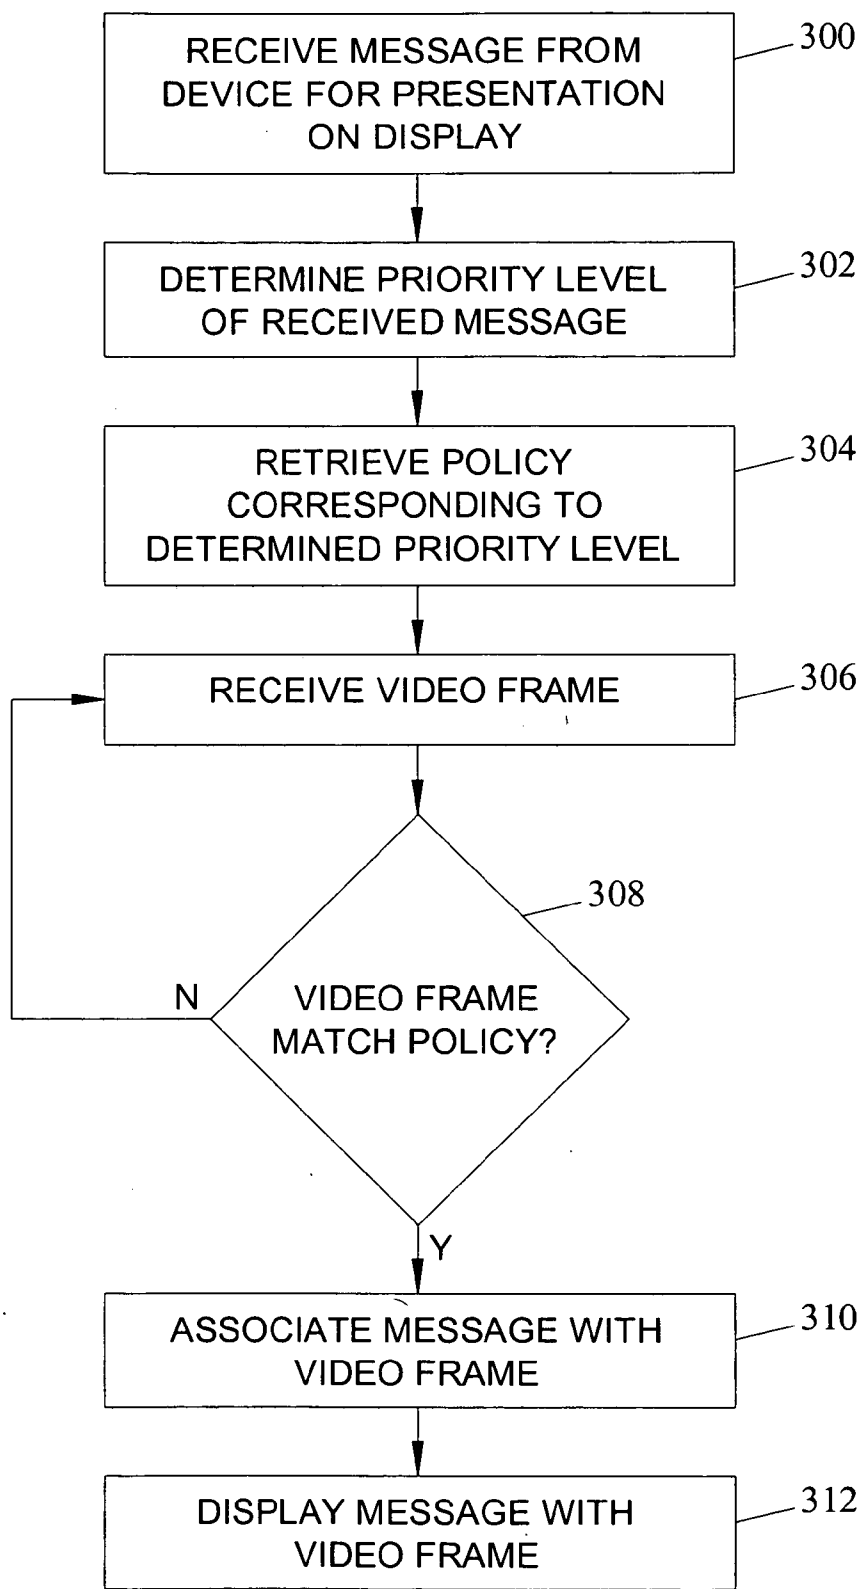 RECEIVE MESSAGE FROM
DEVICE FOR PRESENTATION
ON DISPLAY
300
DETERMINE PRIORITY LEVEL
OF RECEIVED MESSAGE
302
RETRIEVE POLICY
CORRESPONDING TO
DETERMINED PRIORITY LEVEL
304
RECEIVE VIDEO FRAME
306
308
VIDEO FRAME
MATCH POLICY?
N
Y
ASSOCIATE MESSAGE WITH
VIDEO FRAME
310
DISPLAY MESSAGE WITH
VIDEO FRAME
312